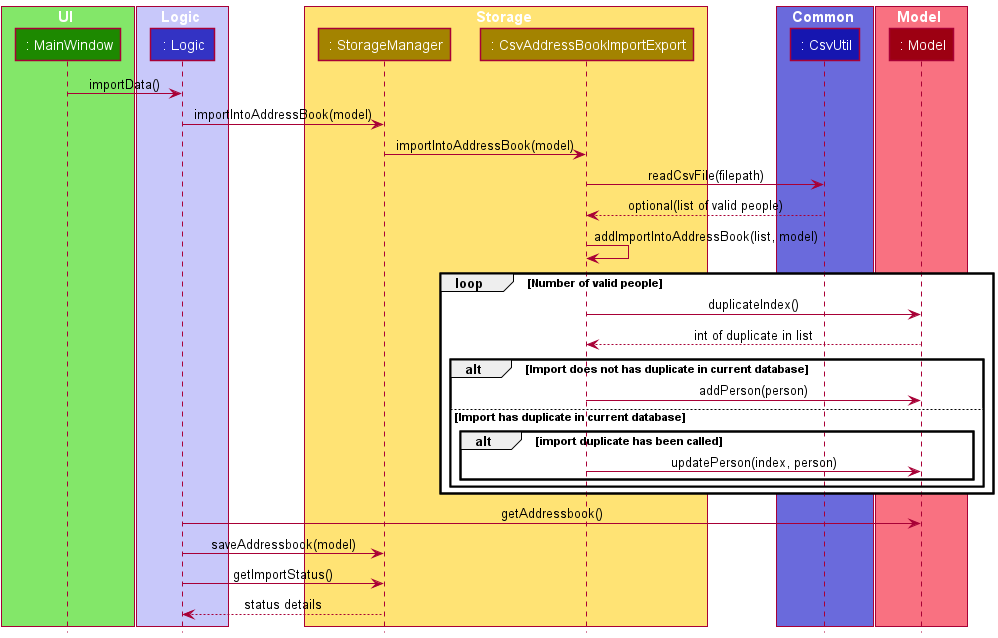 UI
Logic
Storage
Common
Model
: MainWindow
: Logic
: StorageManager
: CsvAddressBookImportExport
: CsvUtil
: Model
importData()
importIntoAddressBook(model)
importIntoAddressBook(model)
readCsvFile(filepath)
optional(list of valid people)
addImportIntoAddressBook(list, model)
loop
[Number of valid people]
duplicateIndex()
int of duplicate in list
alt
[Import does not has duplicate in current database]
addPerson(person)
[Import has duplicate in current database]
alt
[import duplicate has been called]
updatePerson(index, person)
getAddressbook()
saveAddressbook(model)
getImportStatus()
status details